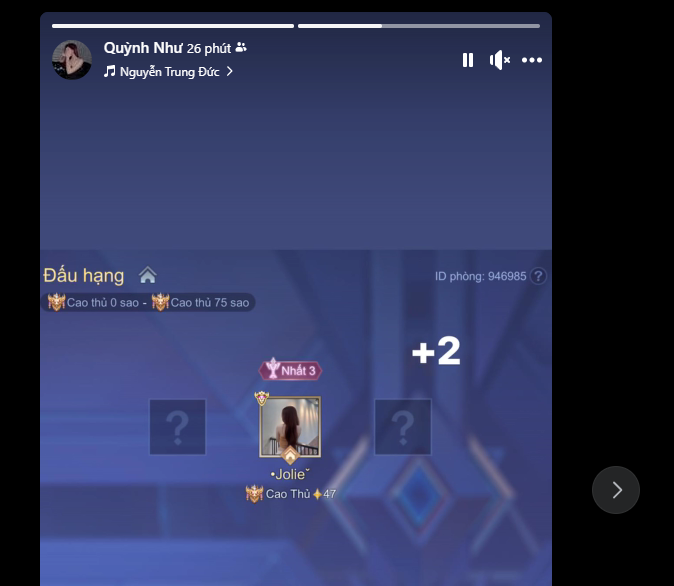 Quỳnh Như 26 phút
Nguyễn Trung Đức
Đấu hạng
ID phòng: 946985 ?
Cao thủ 0 sao - Cao thủ 75 sao
+2
Nhất 3
? ?
•Jolieˇ
Cao Thủ 47